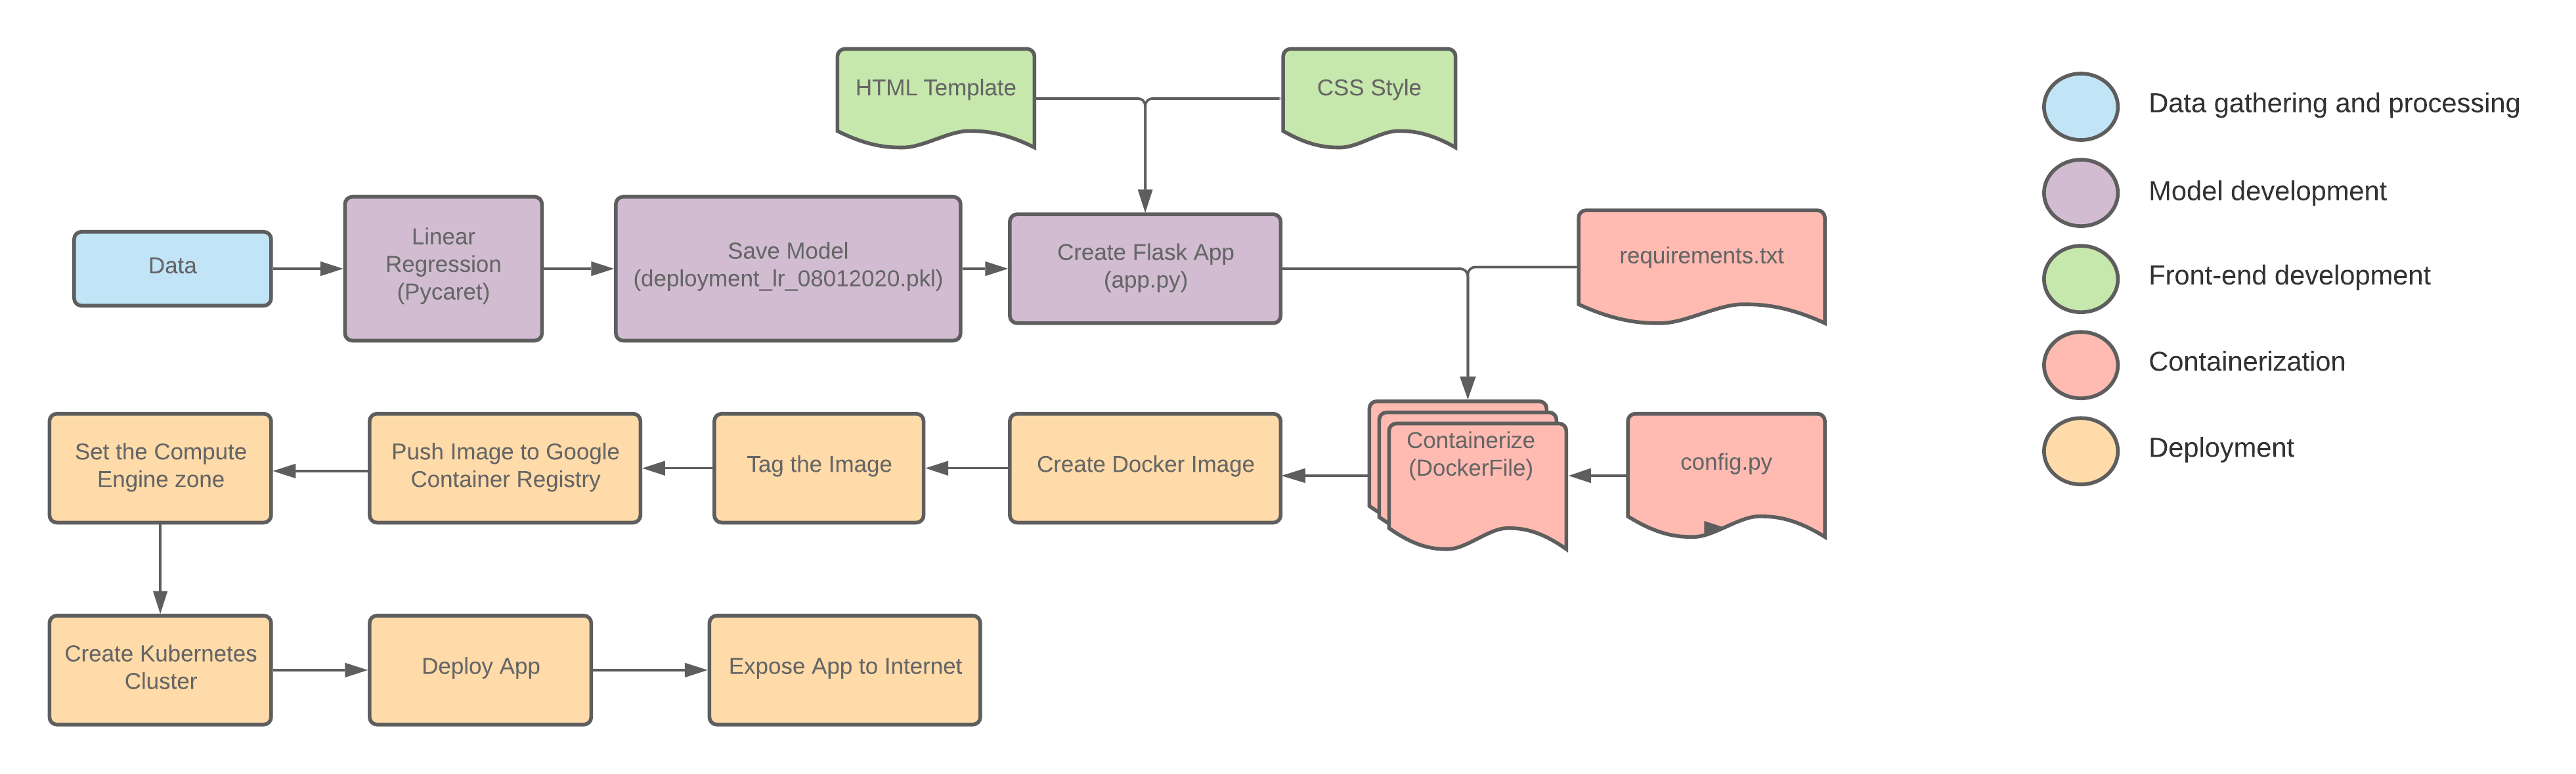 HTML Template
CSS Style
Data
Linear
Regression
(Pycaret)
Save Model
(deployment_lr_08012020.pkl)
Create Flask App
(app.py)
requirements.txt
Set the Compute
Engine zone
Push Image to Google
Container Registry
Tag the Image
Create Docker Image
Containerize
(DockerFile)
config.py
Create Kubernetes
Cluster
Deploy App
Expose App to Internet
Data gathering and processing
Model development
Front-end development
Containerization
Deployment